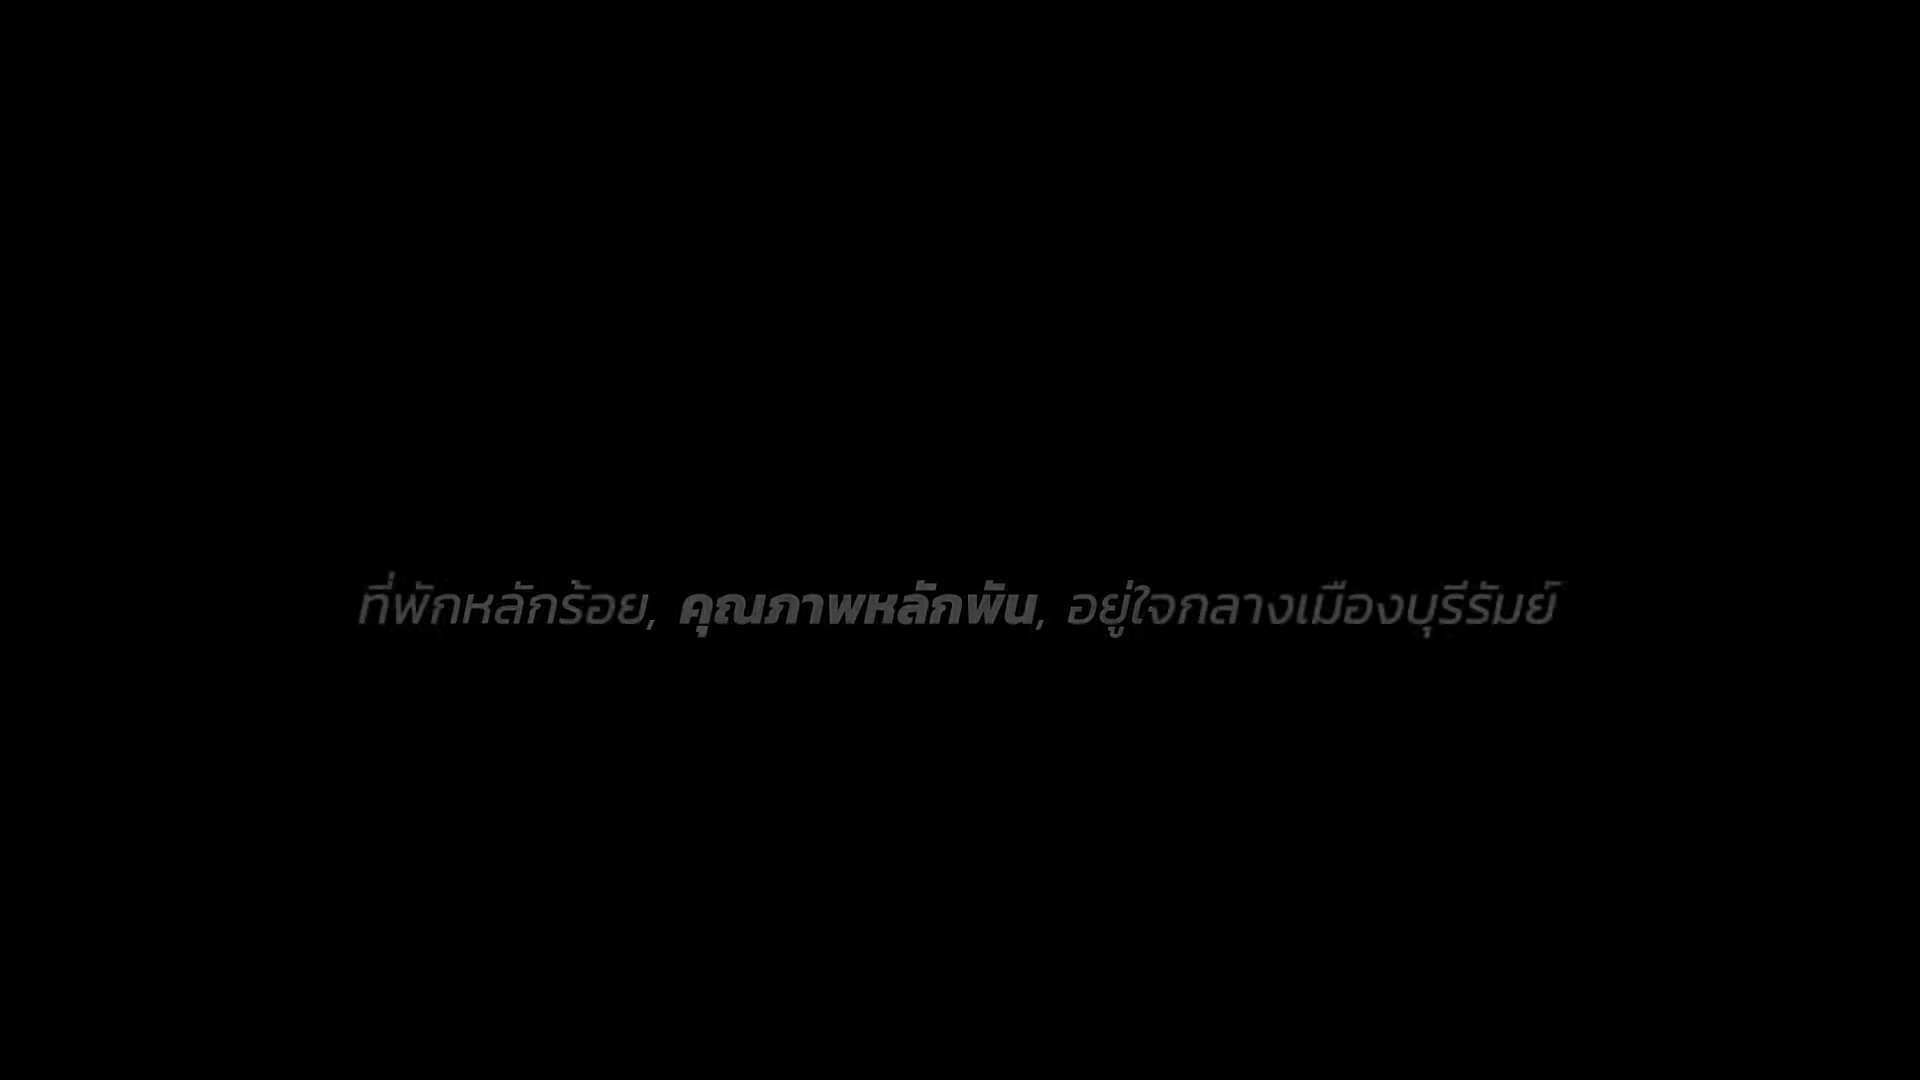 ที่พักหลักร้อย, คุณภาพหลักพัน, อยู่ใจกลางเมืองบุรีรัมย์